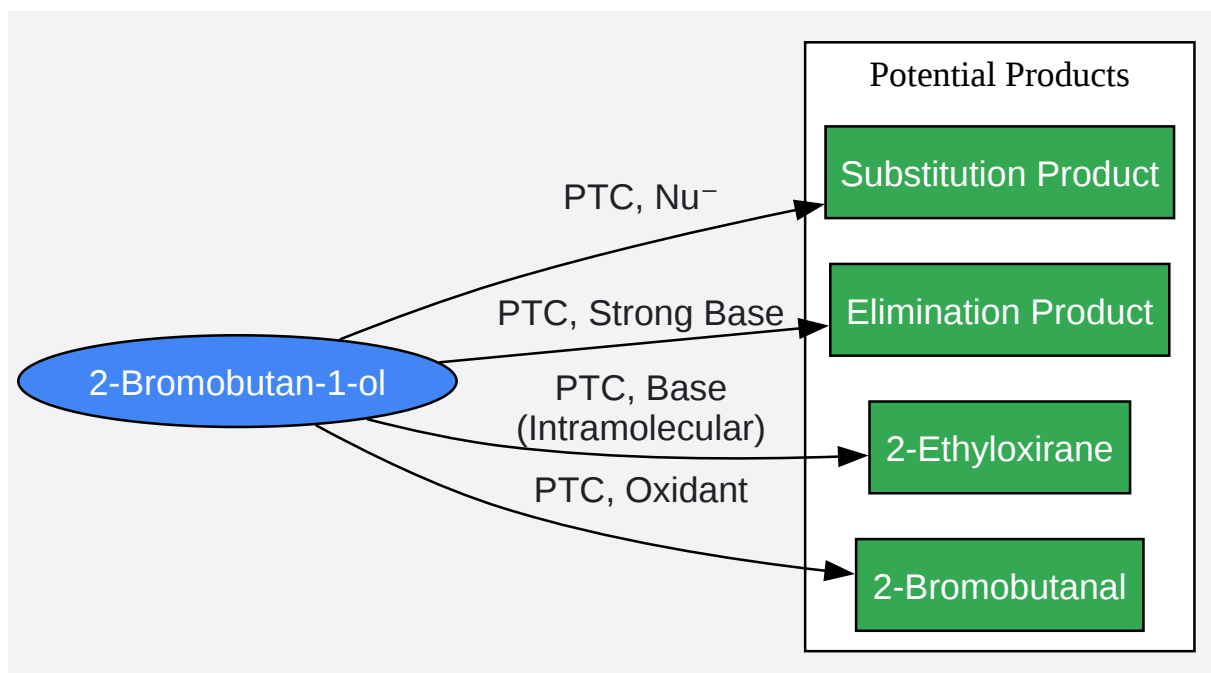 Potential Products
Substitution Product
PTC, Nu⁻
Elimination Product
PTC, Strong Base
2-Bromobutan-1-ol
PTC, Base
(Intramolecular)
2-Ethyloxirane
PTC, Oxidant
2-Bromobutanal